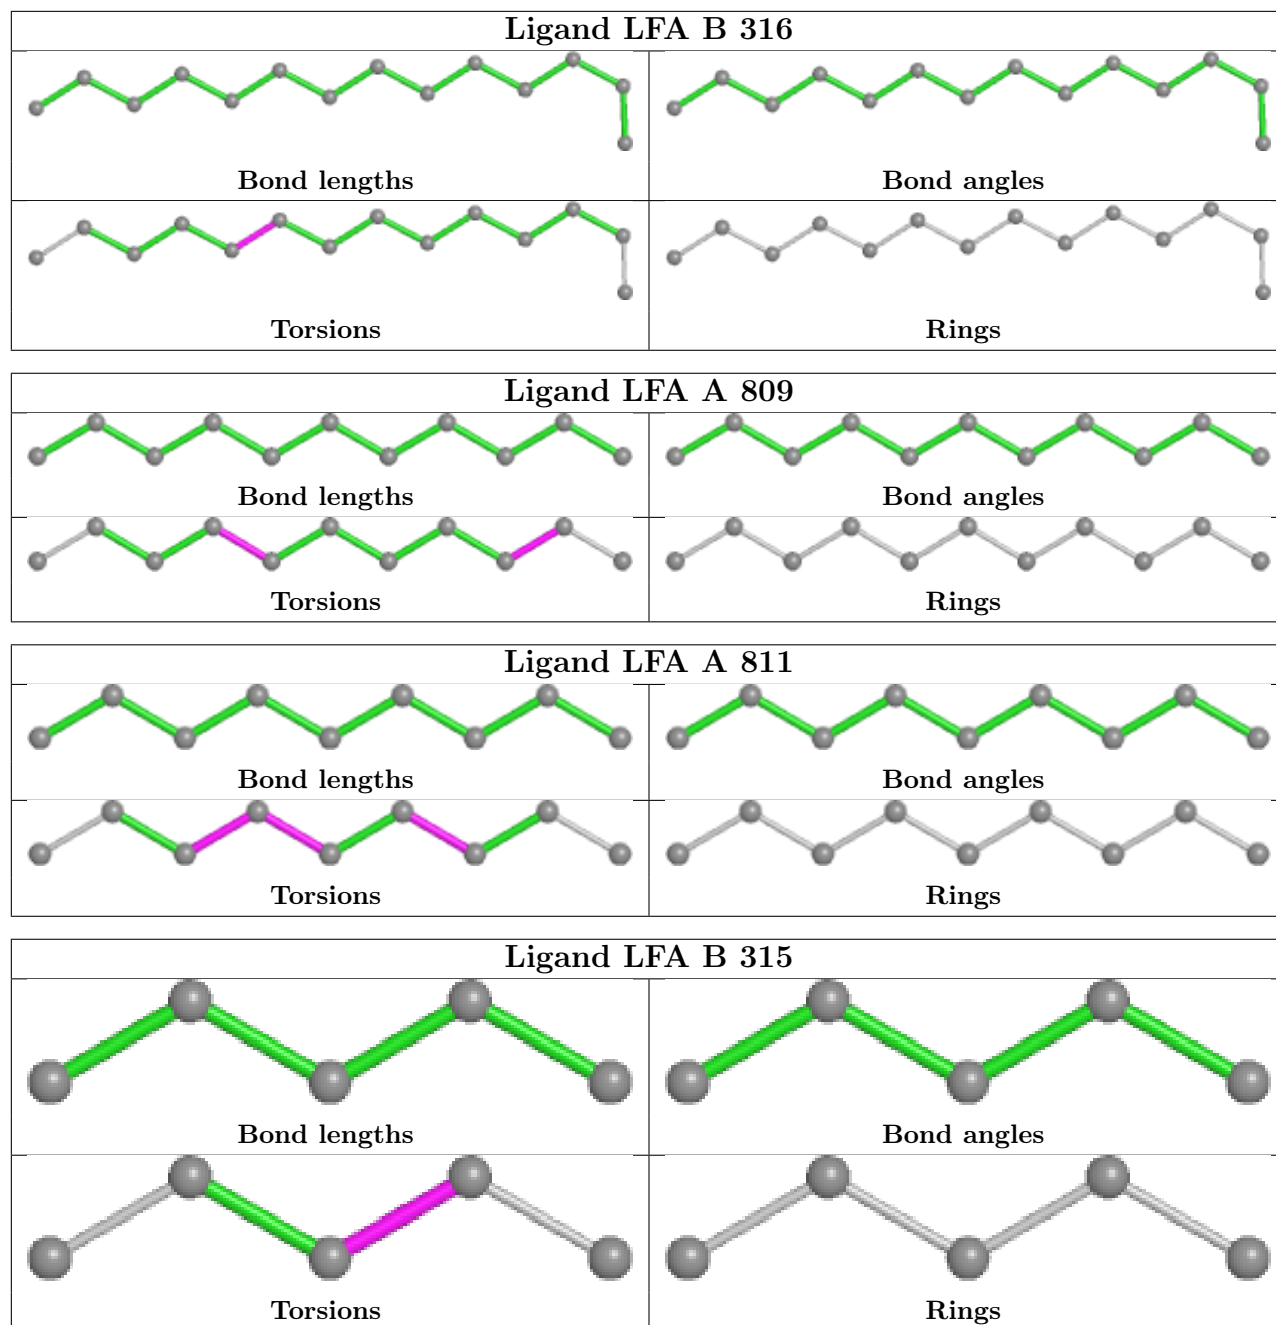 Ligand LFA B 316
Bond lengths
Bond angles
Torsions
Rings
Ligand LFA A 809
Bond lengths
Bond angles
Torsions
Rings
Ligand LFA A 811
Bond lengths
Bond angles
Torsions
Rings
Ligand LFA B 315
Bond lengths
Bond angles
Torsions
Rings